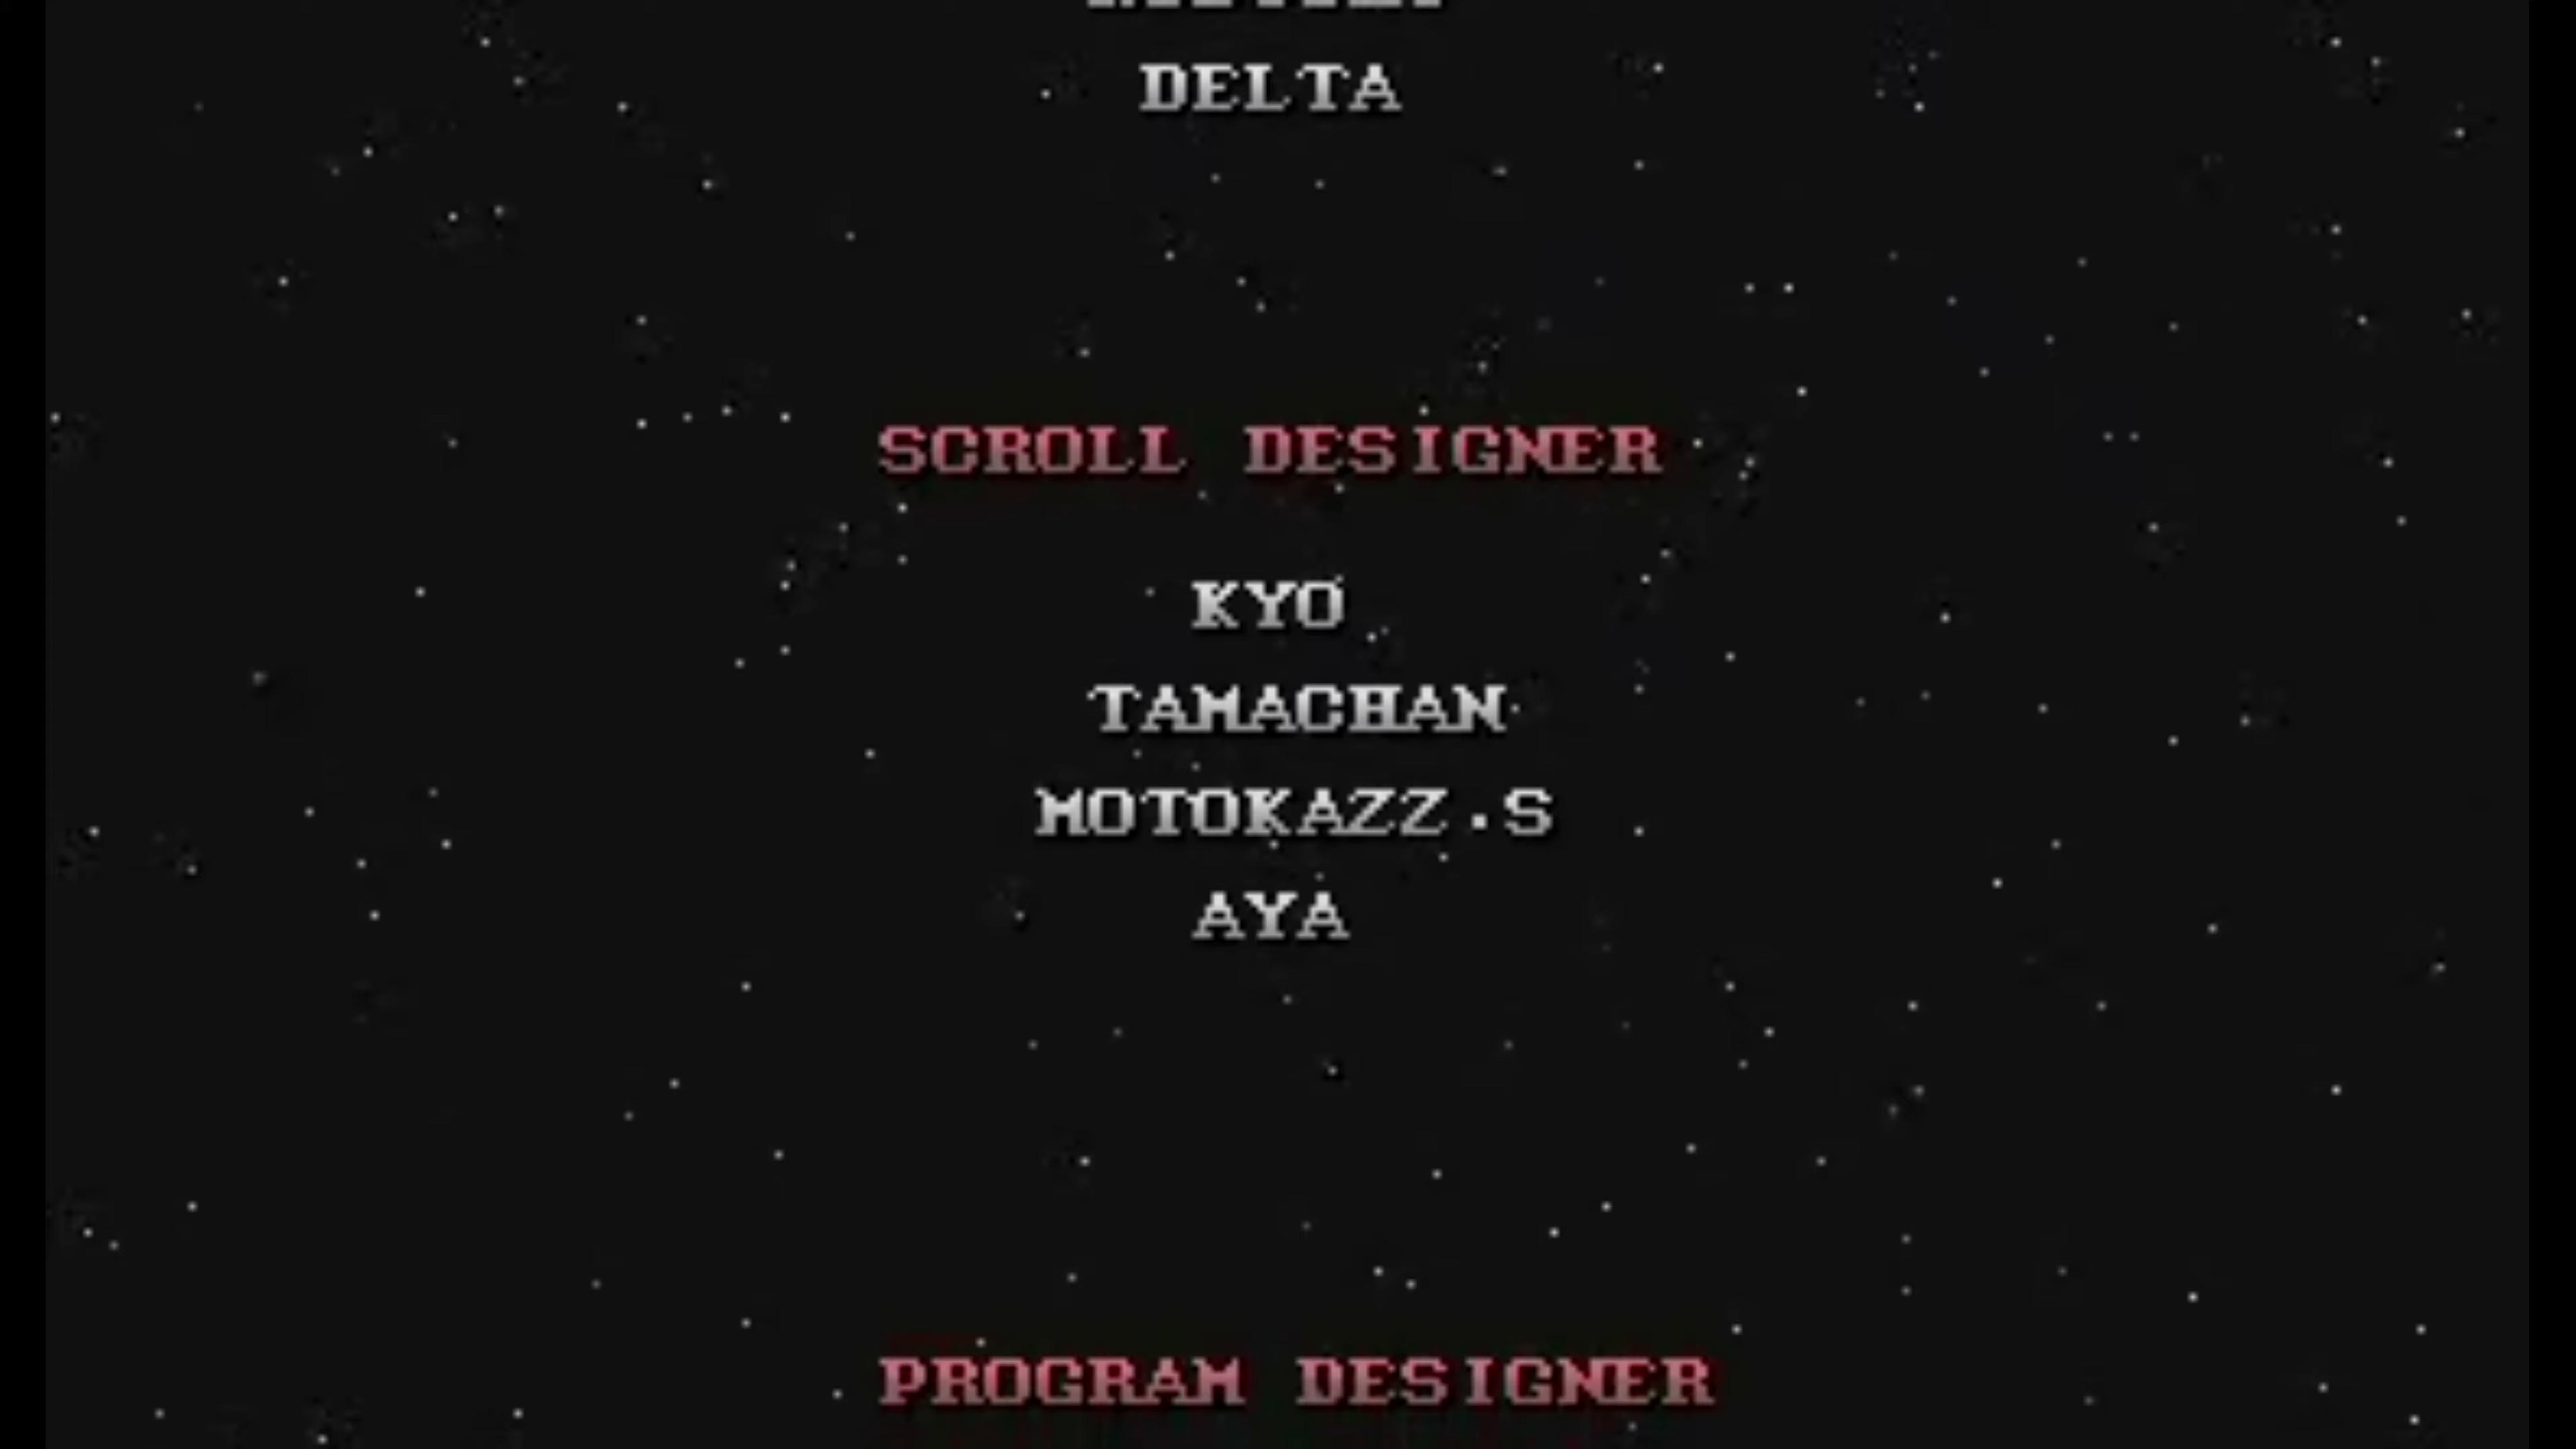 DELTA
SCROLL DESIGNER
KYO
TAMACHAN
MOTOKAZZ.S
AYA
PROGRAM DESIGNER